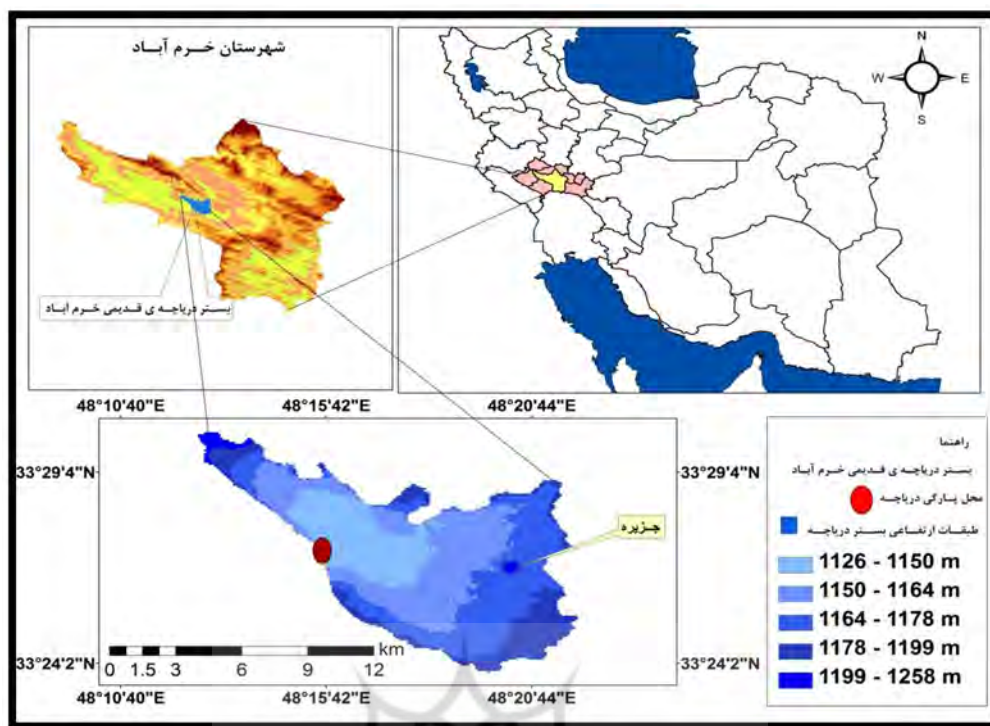 شهرستان خرم آباد
بستر دریاچه ی قدیمی خرم آباد
N
W E
S
48°10'40"E 48°15'42"E 48°20'44"E
33°29'4"N 33°29'4"N
جزیره
km
0 1.5 3 6 9 12
33°24'2"N 33°24'2"N
48°10'40"E 48°15'42"E 48°20'44"E
راهنما
بستر دریاچه ی قدیمی خرم آباد
محل پارگی دریاچه
طبقات ارتفاعی بستر دریاچه
1126 - 1150 m
1150 - 1164 m
1164 - 1178 m
1178 - 1199 m
1199 - 1258 m